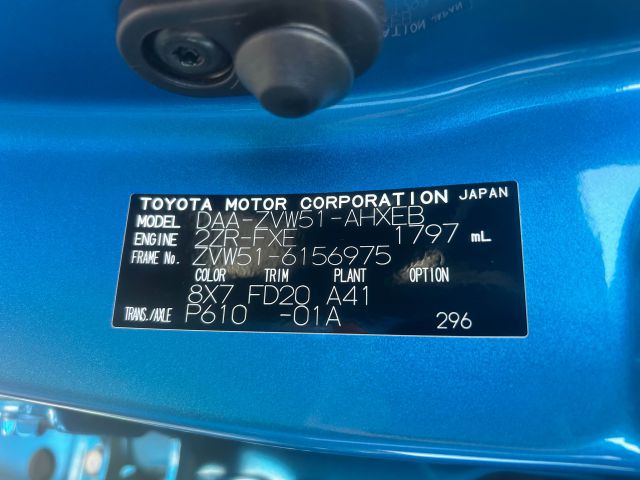 TOYOTA MOTOR CORPORATION JAPAN
MODEL DAA-ZVW51-AHXEB
ENGINE 2ZR-FXE 1797 mL
FRAME No. ZVW51-6156975
COLOR TRIM PLANT OPTION
8X7 FD20 A41
TRANS./AXLE P610 -01A 296